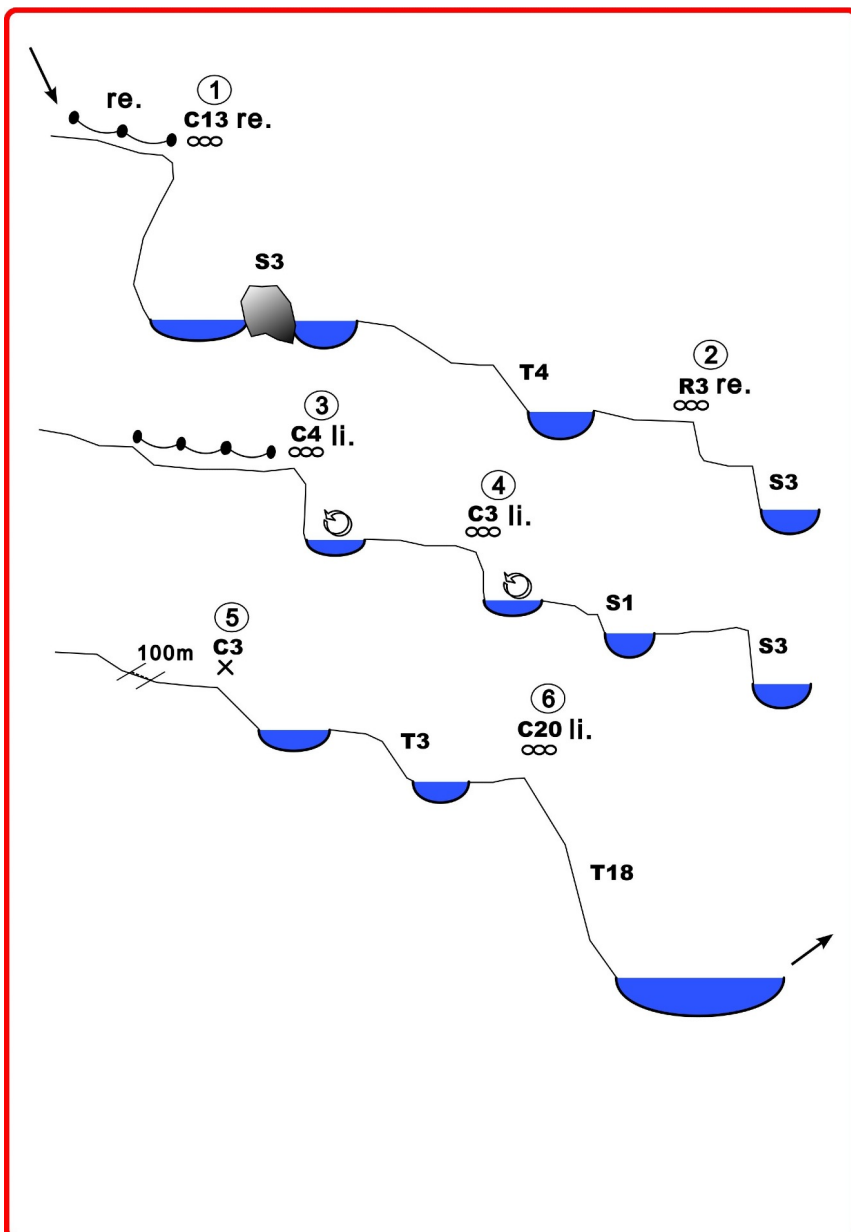 re.
1
C13 re.
S3
T4
2
R3 re.
S3
3
C4 li.
4
C3 li.
S1
S3
100m
5
C3
T3
6
C20 li.
T18